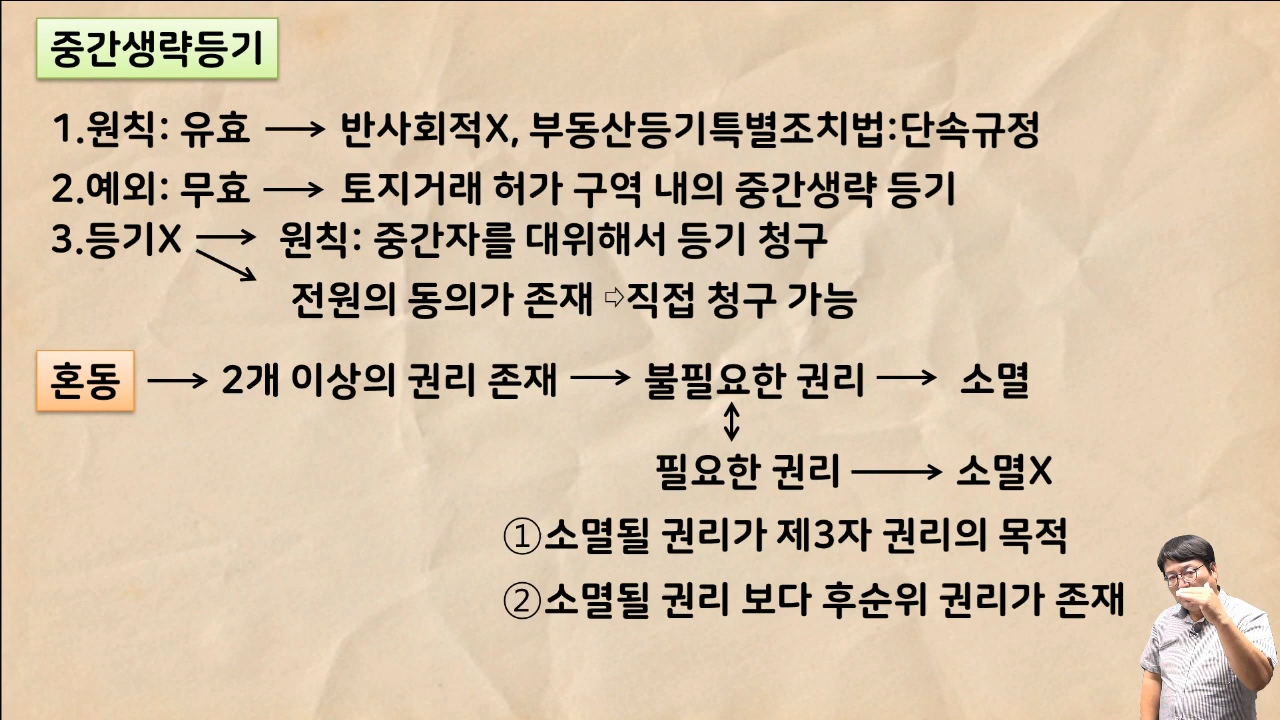 중간생략등기
1.원칙: 유효 → 반사회적X, 부동산등기특별조치법:단속규정
2.예외: 무효 → 토지거래 허가 구역 내의 중간생략 등기
3.등기X → 원칙: 중간자를 대위해서 등기 청구
전원의 동의가 존재 ⇨직접 청구 가능
혼동 → 2개 이상의 권리 존재 → 불필요한 권리 → 소멸
↕
필요한 권리 → 소멸X
①소멸될 권리가 제3자 권리의 목적
②소멸될 권리 보다 후순위 권리가 존재